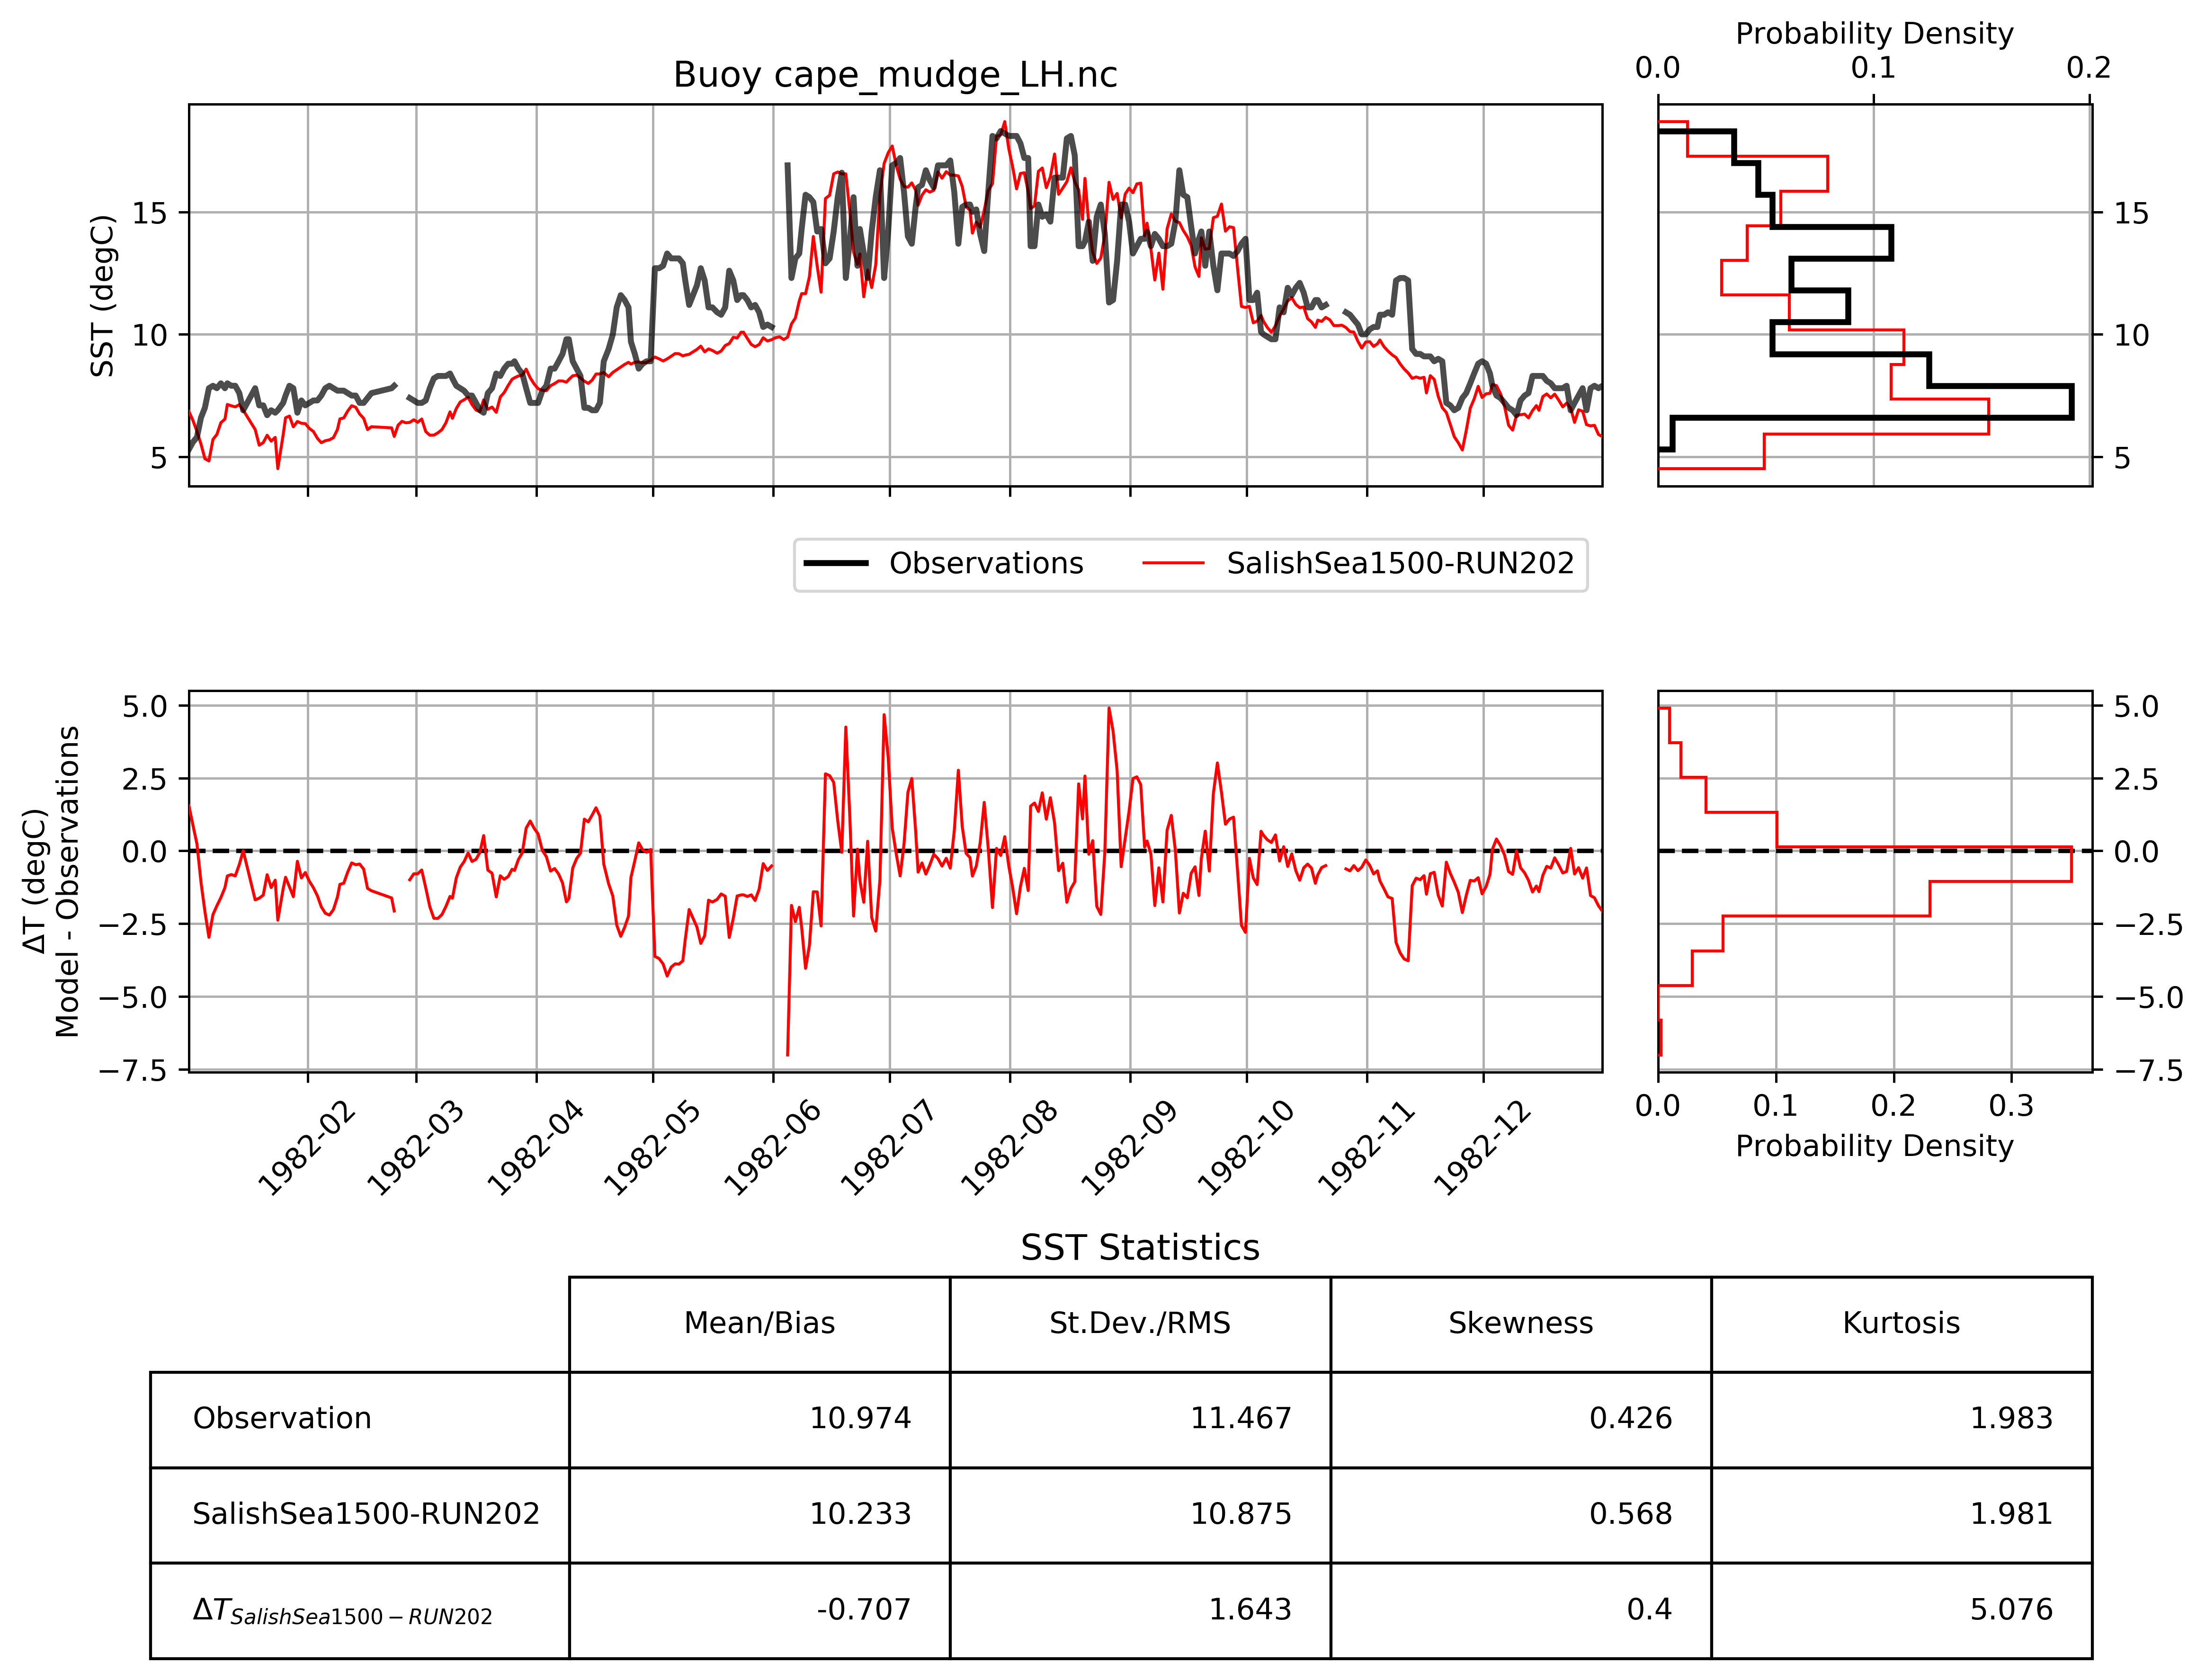 Probability Density
0.0 0.1 0.2
Buoy cape_mudge_LH.nc
SST (degC)
15
10
5
15
10
5
Observations SalishSea1500-RUN202
ΔT (degC)
Model - Observations
5.0
2.5
0.0
−2.5
−5.0
−7.5
5.0
2.5
0.0
−2.5
−5.0
−7.5
1982-02 1982-03 1982-04 1982-05 1982-06 1982-07 1982-08 1982-09 1982-10 1982-11 1982-12
0.0 0.1 0.2 0.3
Probability Density
SST Statistics
Mean/Bias St.Dev./RMS Skewness Kurtosis
Observation 10.974 11.467 0.426 1.983
SalishSea1500-RUN202 10.233 10.875 0.568 1.981
ΔT SalishSea1500−RUN202 -0.707 1.643 0.4 5.076